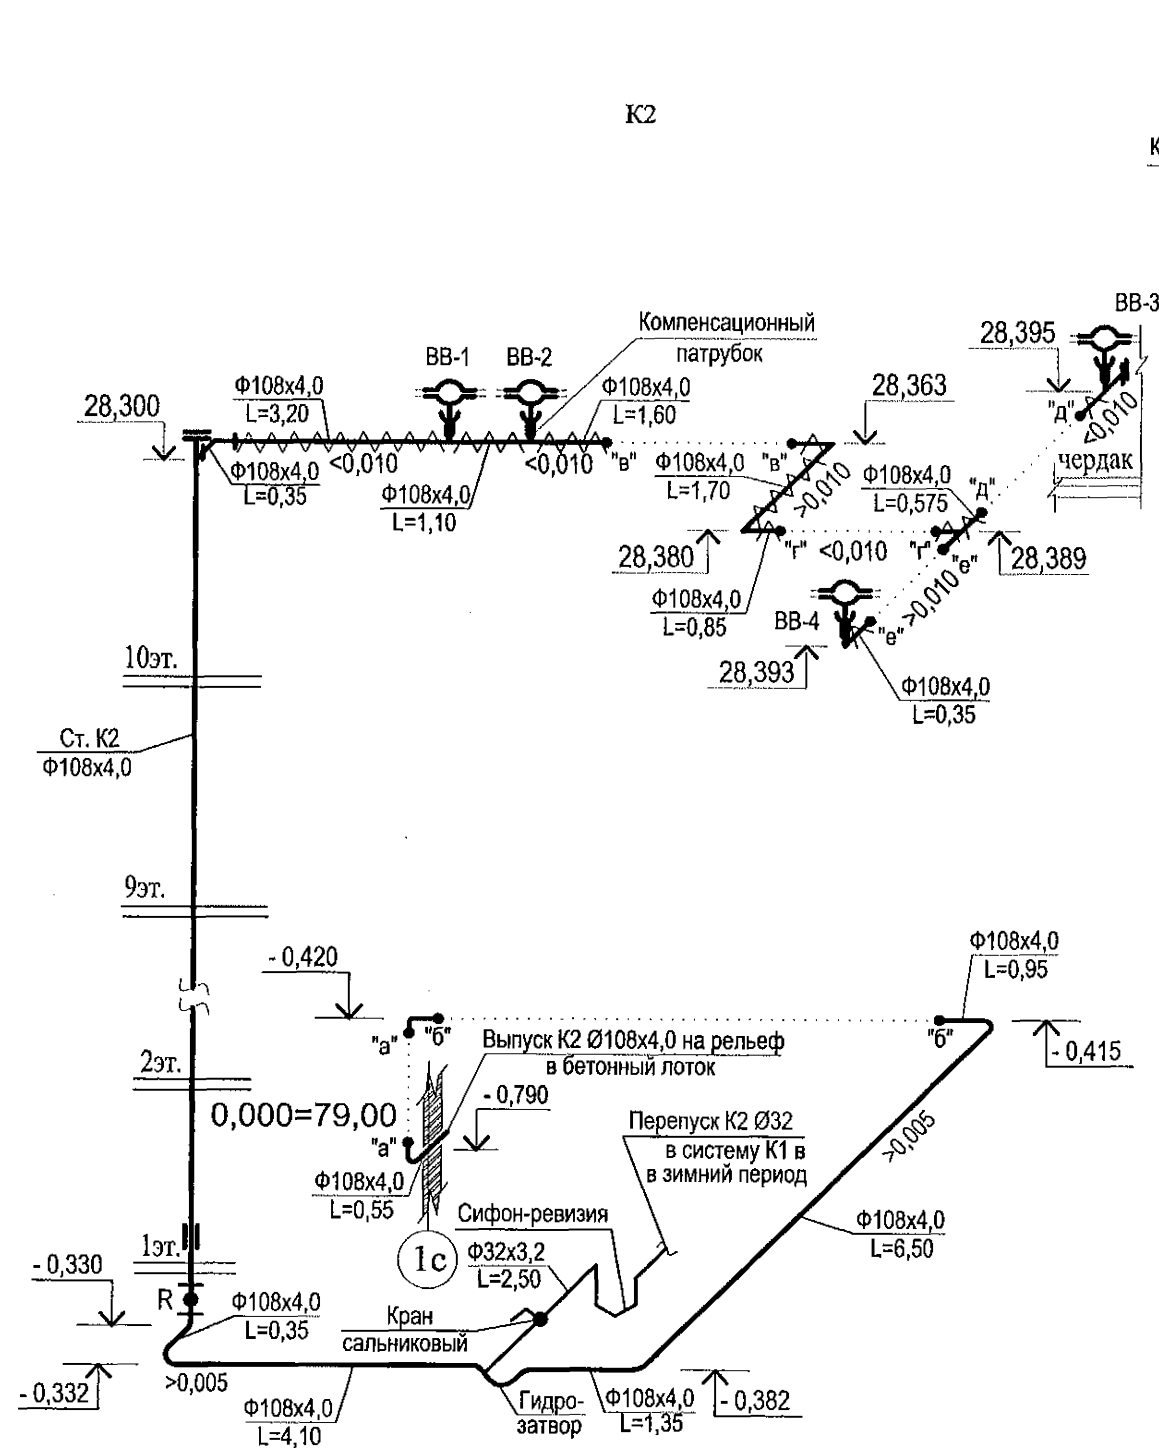 К2
К
ВВ-3
Компенсационный
патрубок
28,395
ВВ-1
ВВ-2
Ф108х4,0
L=3,20
Ф108х4,0
L=1,60
28,363
28,300
"д"
<0,010
чердак
Ф108х4,0
L=0,35
<0,010
Ф108х4,0
L=1,10
<0,010
"в"
Ф108х4,0
L=1,70
"в"
>0,010
Ф108х4,0
L=0,575
"д"
28,380
"г"
<0,010
"г"
"е"
28,389
Ф108х4,0
L=0,85
ВВ-4
"е"
>0,010
28,393
Ф108х4,0
L=0,35
10эт.
Ст. К2
Ф108х4,0
9эт.
- 0,420
Ф108х4,0
L=0,95
"а"
"б"
"б"
Выпуск К2 Ø108х4,0 на рельеф
в бетонный лоток
- 0,415
2эт.
0,000=79,00
"а"
- 0,790
Перепуск К2 Ø32
в систему К1 в
в зимний период
>0,005
Ф108х4,0
L=0,55
Сифон-ревизия
Ф108х4,0
L=6,50
1эт.
1с
Ф32х3,2
L=2,50
- 0,330
R
Ф108х4,0
L=0,35
Кран
сальниковый
- 0,332
>0,005
Ф108х4,0
L=4,10
Гидро-
затвор
Ф108х4,0
L=1,35
- 0,382